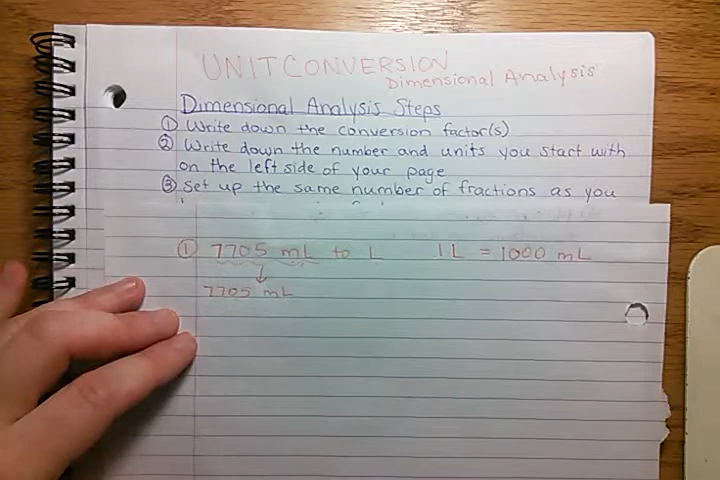 UNIT CONVERSION
Dimensional Analysis
Dimensional Analysis Steps
① Write down the conversion factor(s)
② Write down the number and units you start with
on the left side of your page
③ Set up the same number of fractions as you
① 7705 mL to L 1 L = 1000 mL
7705 mL